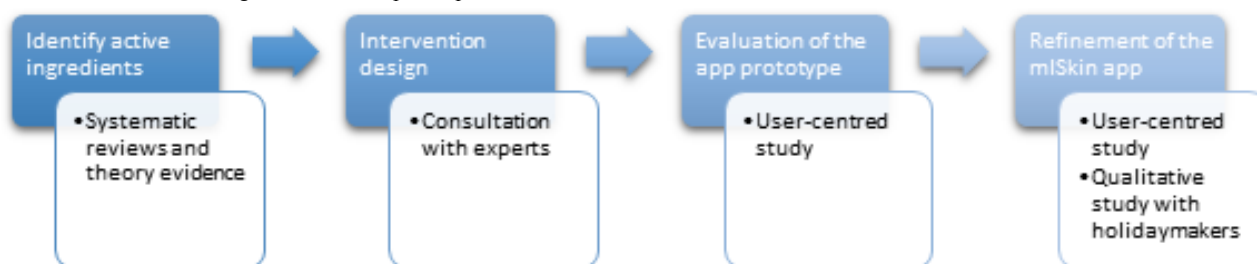 Identify active
ingredients
•Systematic
reviews and
theory evidence
Intervention
design
•Consultation
with experts
Evaluation of the
app prototype
•User-centred
study
Refinement of the
mISkin app
•User-centred
study
•Qualitative
study with
holidaymakers